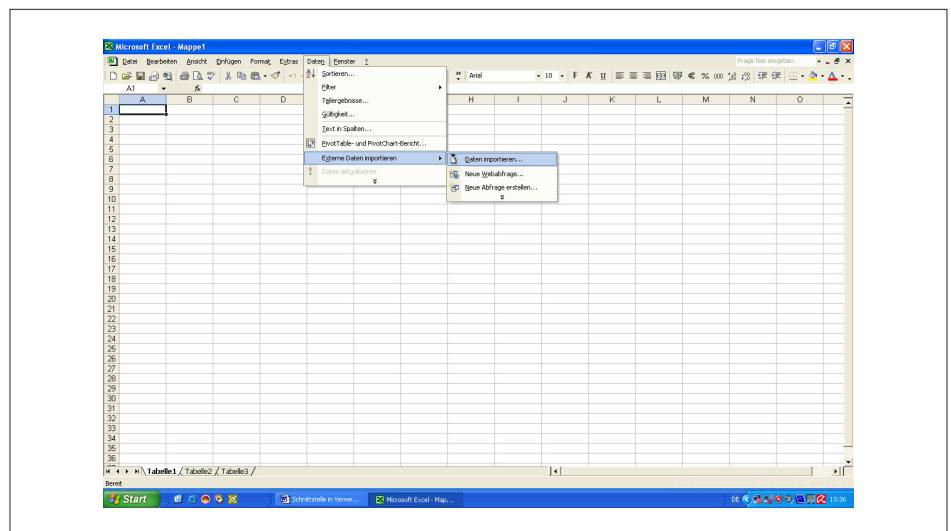 Microsoft Excel - Mappe1
Datei Bearbeiten Ansicht Einfügen Format Extras Daten Fenster ?
Frage hier eingeben
Arial 10 F K U € % 000
A1 fx
A B C D H I J K L M N O
Sortieren...
Filter
Teilergebnisse...
Gültigkeit...
Text in Spalten...
PivotTable- und PivotChart-Bericht...
Externe Daten importieren
Daten aktualisieren
Daten importieren...
Neue Webabfrage...
Neue Abfrage erstellen...
1
2
3
4
5
6
7
8
9
10
11
12
13
14
15
16
17
18
19
20
21
22
23
24
25
26
27
28
29
30
31
32
33
34
35
36
Tabelle1 / Tabelle2 / Tabelle3 /
Bereit
Start
Schnittstelle in Verwe...
Microsoft Excel - Map...
DE
13:36